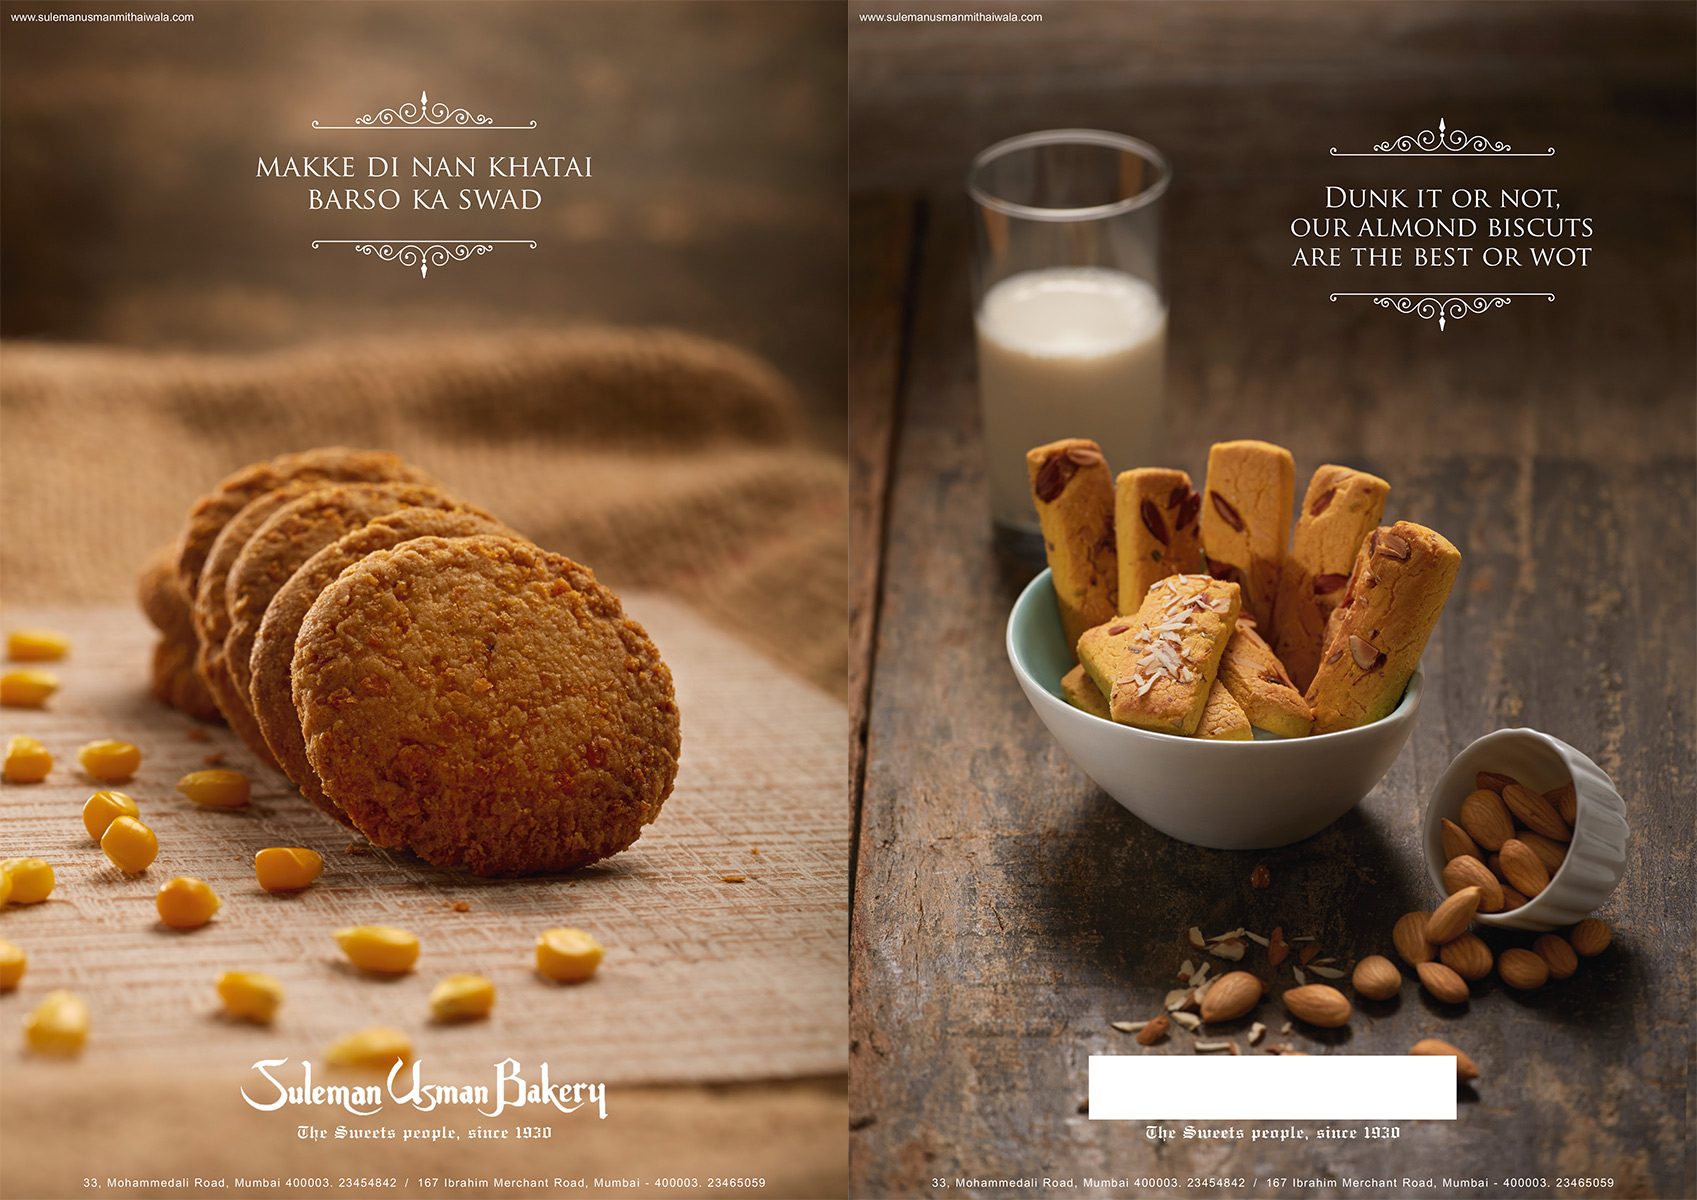 www.sulemanusmanmithaiwala.com
MAKKE DI NAN KHATAI
BARSO KA SWAD
Suleman Usman Bakery
The Sweets people, since 1930
33, Mohammedali Road, Mumbai 400003. 23454842 / 167 Ibrahim Merchant Road, Mumbai - 400003. 23465059
www.sulemanusmanmithaiwala.com
DUNK IT OR NOT,
OUR ALMOND BISCUTS
ARE THE BEST OR WOT
The Sweets people, since 1930
33, Mohammedali Road, Mumbai 400003. 23454842 / 167 Ibrahim Merchant Road, Mumbai - 400003. 23465059